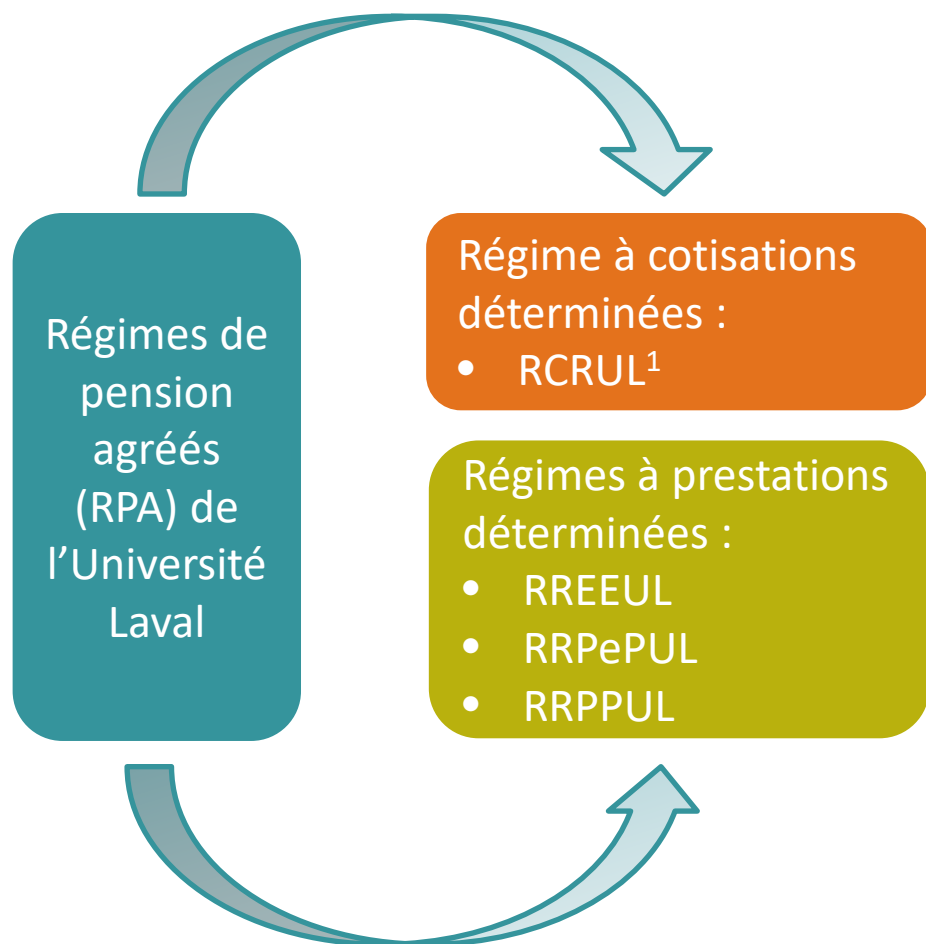 Régimes de
pension
agréés
(RPA) de
l’Université
Laval
Régime à cotisations
déterminées :
• RCRUL¹
Régimes à prestations
déterminées :
• RREEUL
• RRPePUL
• RRPPUL